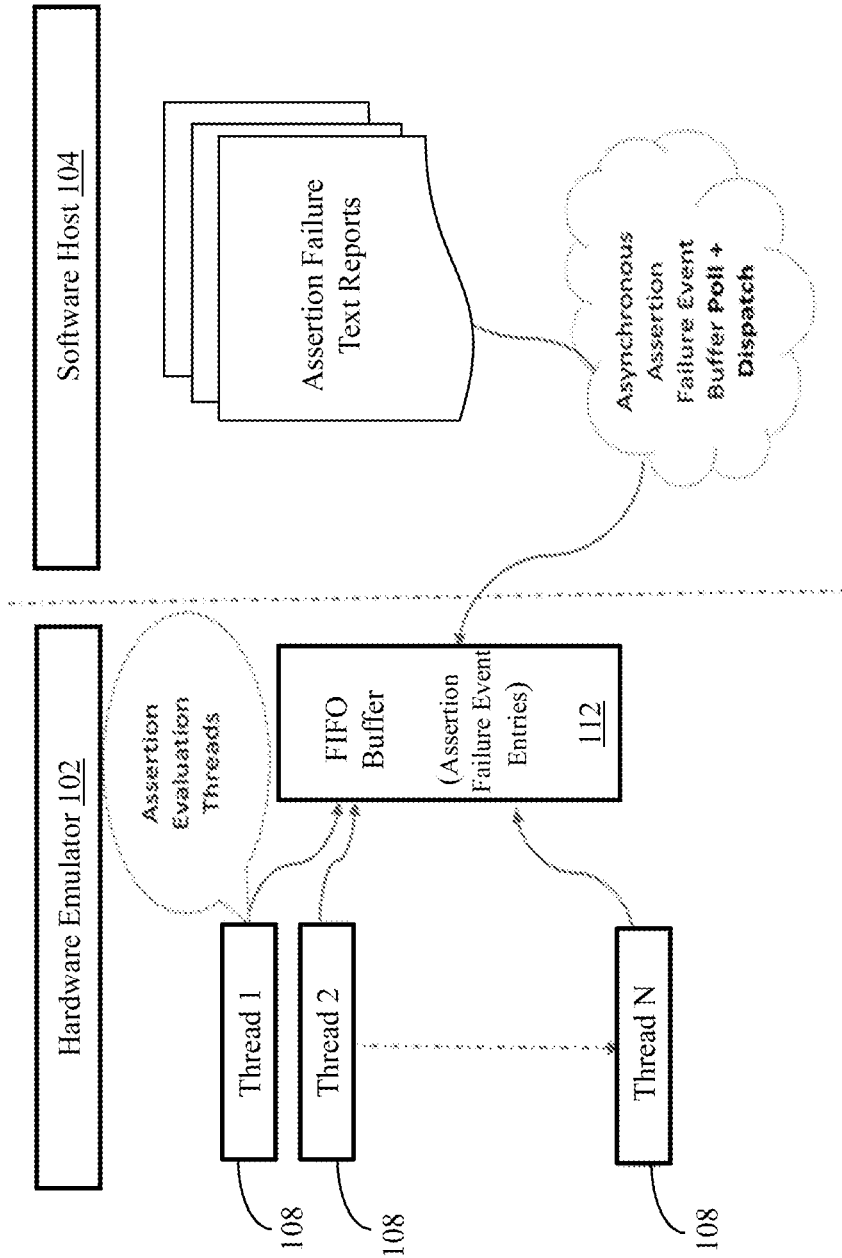 Hardware Emulator 102
Software Host 104
Assertion
Evaluation
Threads
Thread 1
108
Thread 2
108
Thread N
108
FIFO
Buffer
(Assertion
Failure Event
Entries)
112
Assertion Failure
Text Reports
Asynchronous
Assertion
Failure Event
Buffer Poll +
Dispatch